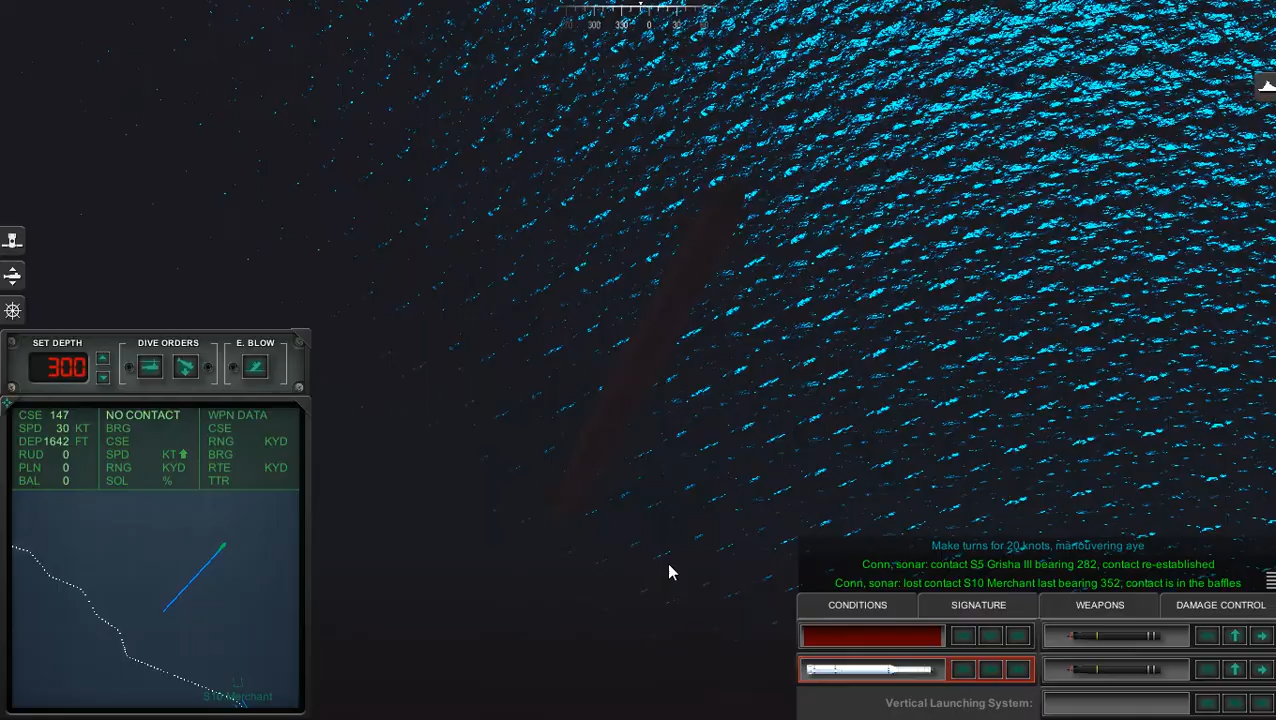 300 330 0 30
SET DEPTH
DIVE ORDERS
E. BLOW
300
CSE 147
SPD 30 KT
DEP 1642 FT
RUD 0
PLN 0
BAL 0
NO CONTACT
BRG
CSE
SPD KT
RNG KYD
SOL %
WPN DATA
CSE
RNG KYD
BRG
RTE KYD
TTR
S10 Merchant
Make turns for 20 knots, manouvering aye
Conn, sonar: contact S5 Grisha III bearing 282, contact re-established
Conn, sonar: lost contact S10 Merchant last bearing 352, contact is in the baffles
CONDITIONS
SIGNATURE
WEAPONS
DAMAGE CONTROL
Vertical Launching System: